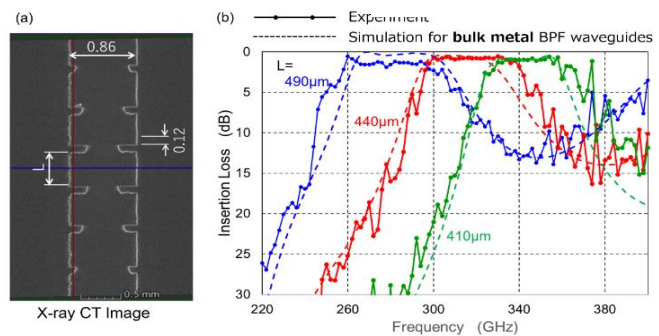 (a)
0.86
0.12
L
0.5 mm
X-ray CT Image
(b)
Experiment
Simulation for bulk metal BPF waveguides
L=
490μm
440μm
410μm
Insertion Loss (dB)
0
5
10
15
20
25
30
220
260
300
340
380
Frequency (GHz)